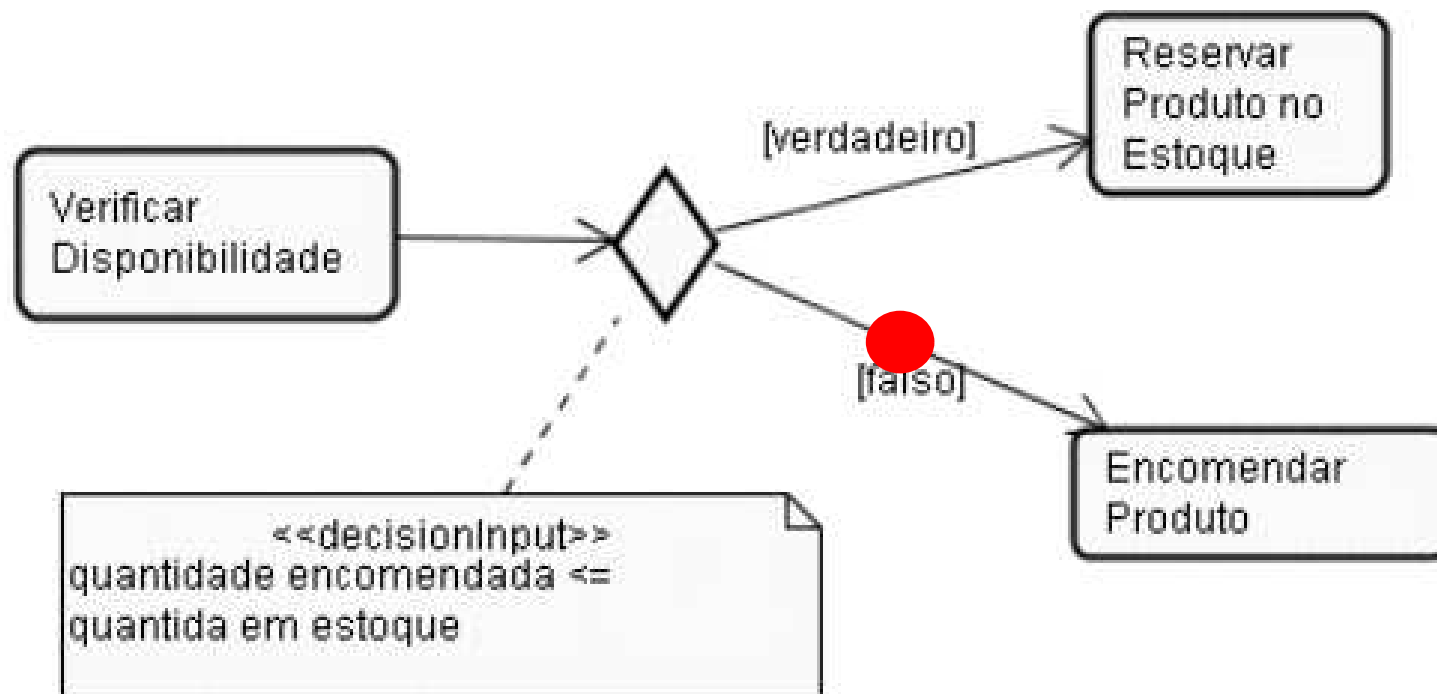 Reservar
Produto no
Estoque
[verdadeiro]
Verificar
Disponibilidade
[falso]
Encomendar
Produto
<<decisionInput>>
quantidade encomendada <=
quantida em estoque